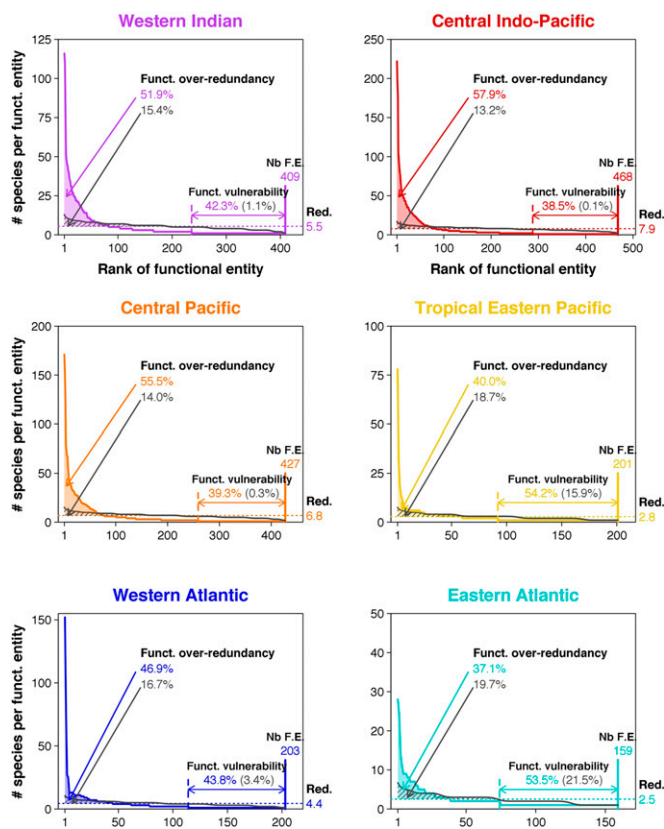 Western Indian
# species per funct. entity
125
100
75
50
25
0
Funct. over-redundancy
51.9%
15.4%
Nb F.E.
409
Funct. vulnerability
42.3% (1.1%)
Red.
5.5
1 100 200 300 400
Rank of functional entity
Central Indo-Pacific
250
200
150
100
50
0
Funct. over-redundancy
57.9%
13.2%
Nb F.E.
468
Funct. vulnerability
38.5% (0.1%)
Red.
7.9
1 100 200 300 400 500
Rank of functional entity
Central Pacific
# species per funct. entity
200
150
100
50
0
Funct. over-redundancy
55.5%
14.0%
Nb F.E.
427
Funct. vulnerability
39.3% (0.3%)
Red.
6.8
1 100 200 300 400
Tropical Eastern Pacific
100
75
50
25
0
Funct. over-redundancy
40.0%
18.7%
Nb F.E.
201
Funct. vulnerability
54.2% (15.9%)
Red.
2.8
1 50 100 150 200
Western Atlantic
# species per funct. entity
150
100
50
0
Funct. over-redundancy
46.9%
16.7%
Nb F.E.
203
Funct. vulnerability
43.8% (3.4%)
Red.
4.4
1 50 100 150 200
Eastern Atlantic
50
40
30
20
10
0
Funct. over-redundancy
37.1%
19.7%
Nb F.E.
159
Funct. vulnerability
53.5% (21.5%)
Red.
2.5
1 50 100 150